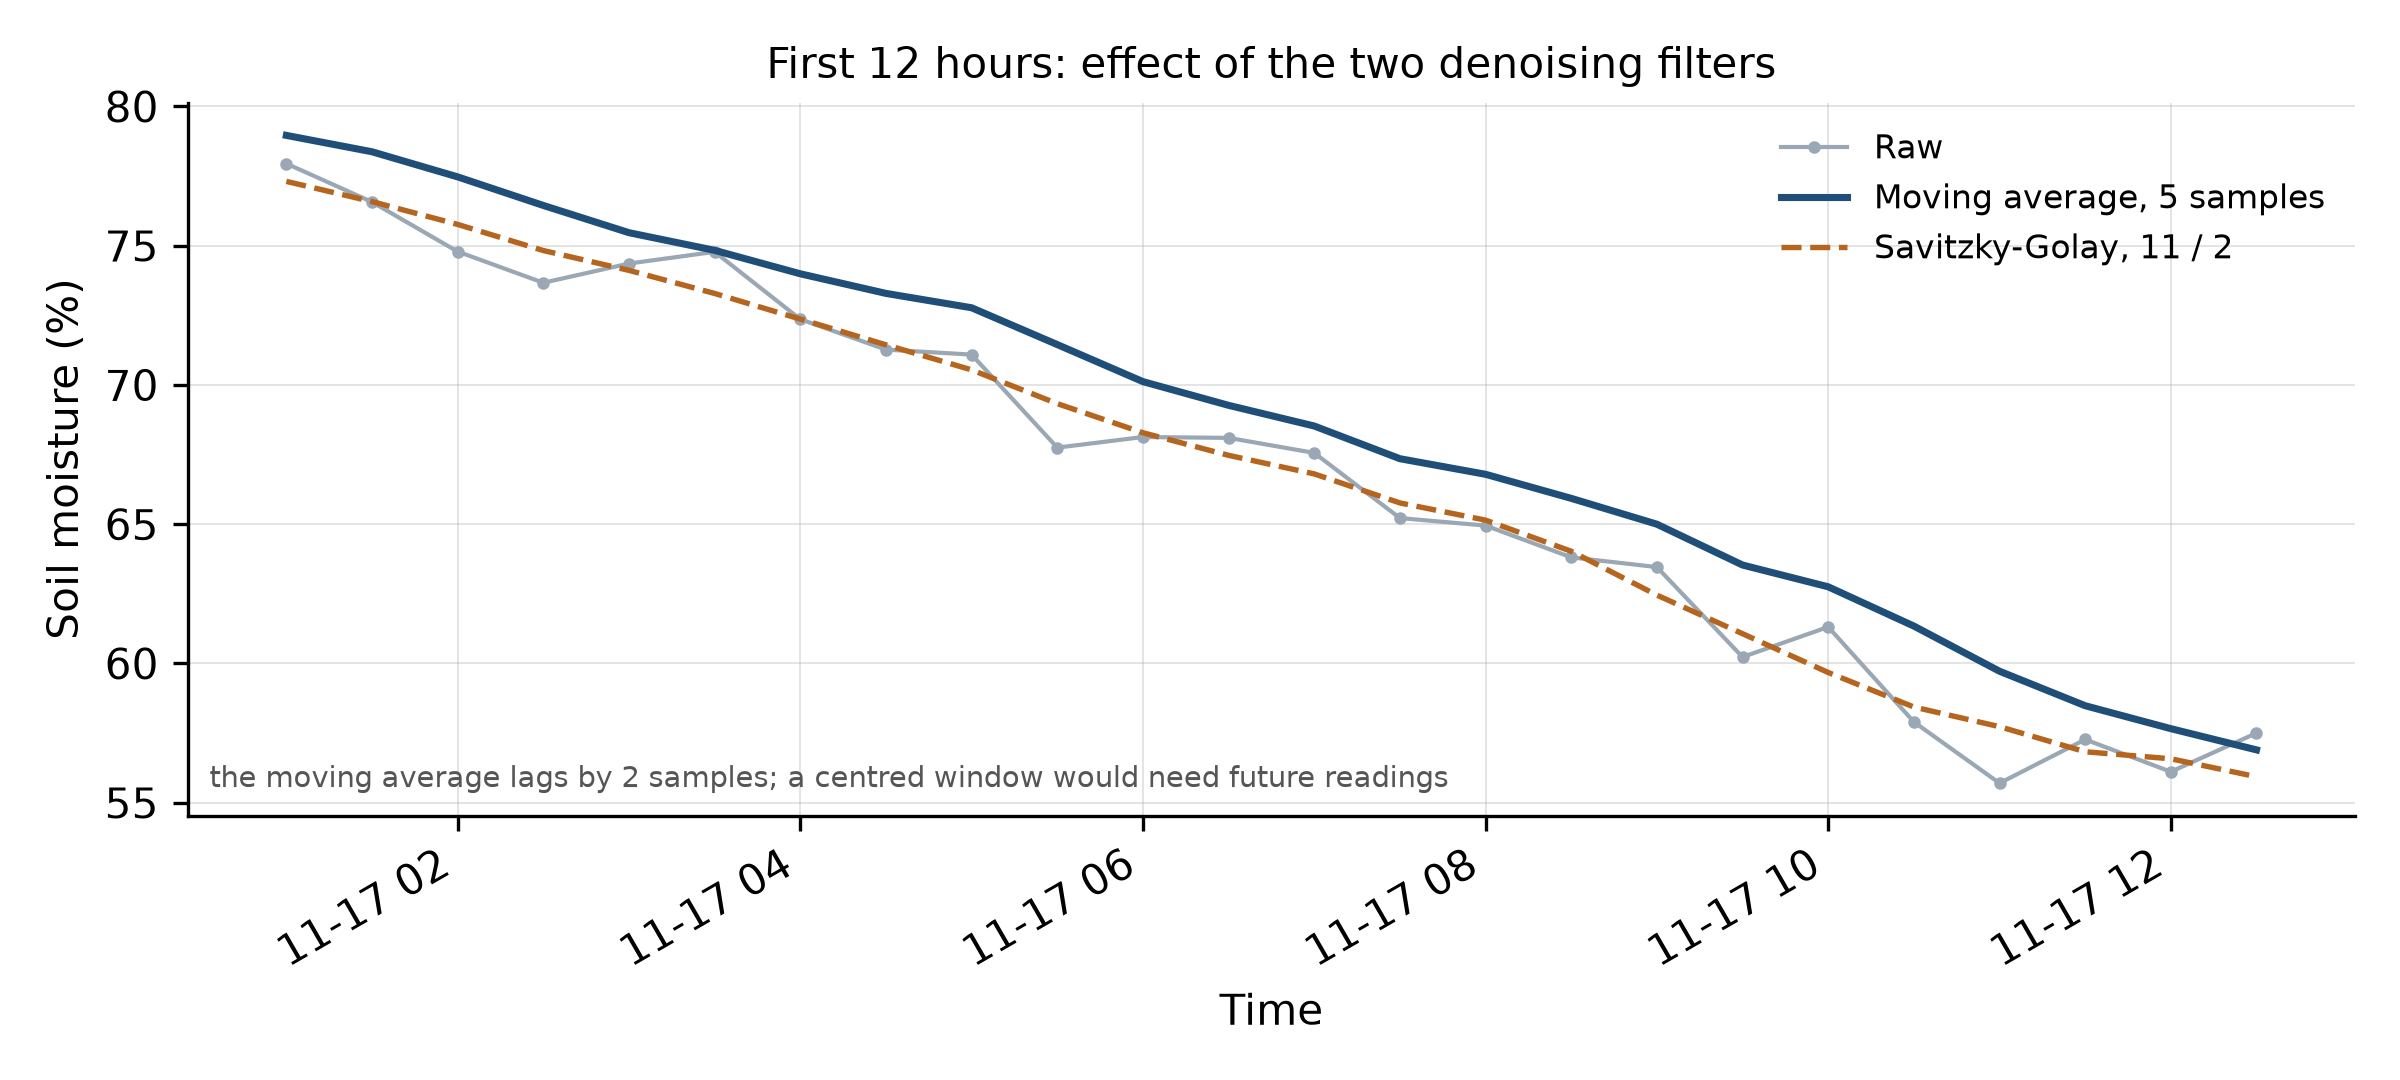 First 12 hours: effect of the two denoising filters
80
75
70
65
60
55
Soil moisture (%)
Raw
Moving average, 5 samples
Savitzky-Golay, 11 / 2
the moving average lags by 2 samples; a centred window would need future readings
11-17 02
11-17 04
11-17 06
11-17 08
11-17 10
11-17 12
Time